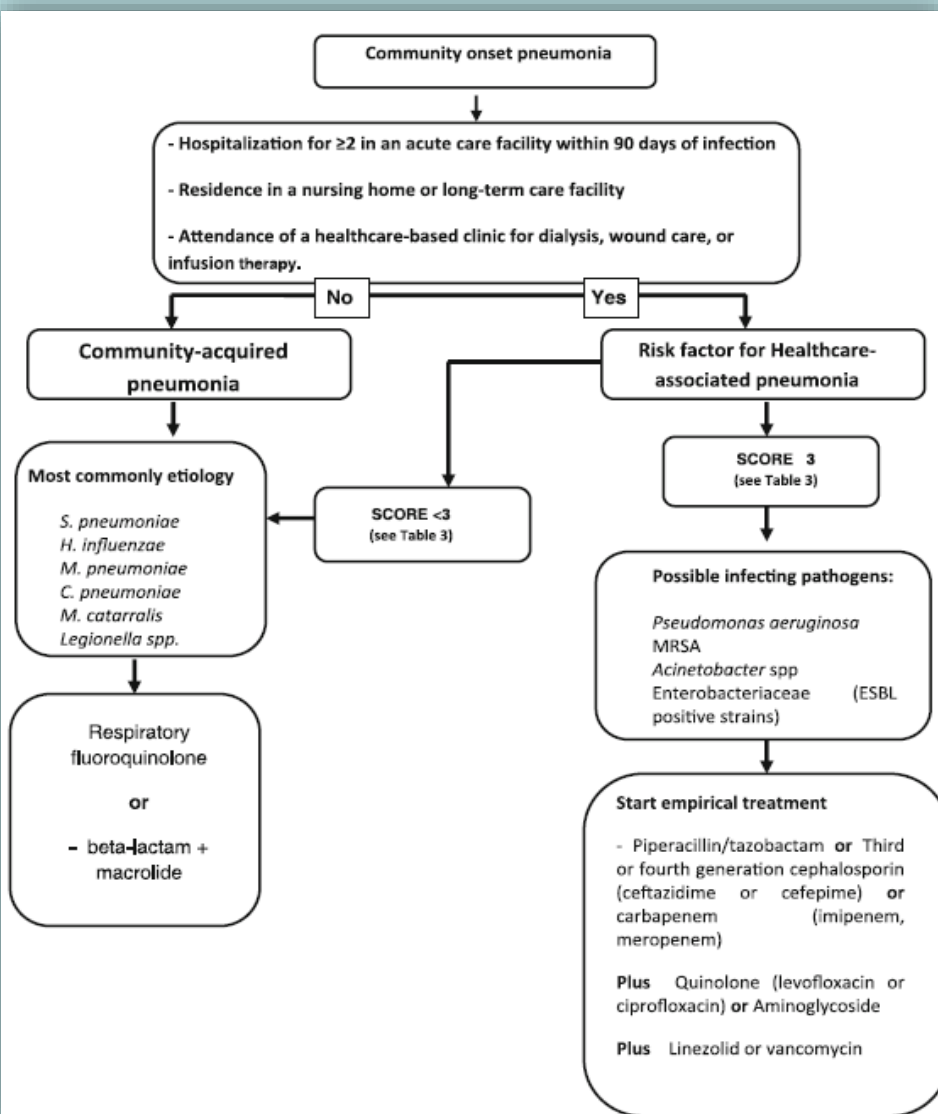 Community onset pneumonia
- Hospitalization for ≥2 in an acute care facility within 90 days of infection
- Residence in a nursing home or long-term care facility
- Attendance of a healthcare-based clinic for dialysis, wound care, or
infusion therapy.
No
Yes
Community-acquired
pneumonia
Risk factor for Healthcare-
associated pneumonia
Most commonly etiology
S. pneumoniae
H. influenzae
M. pneumoniae
C. pneumoniae
M. catarralis
Legionella spp.
SCORE <3
(see Table 3)
SCORE 3
(see Table 3)
Possible infecting pathogens:
Pseudomonas aeruginosa
MRSA
Acinetobacter spp
Enterobacteriaceae (ESBL
positive strains)
Respiratory
fluoroquinolone
or
- beta-lactam +
macrolide
Start empirical treatment
- Piperacillin/tazobactam or Third
or fourth generation cephalosporin
(ceftazidime or cefepime) or
carbapenem (imipenem,
meropenem)
Plus Quinolone (levofloxacin or
ciprofloxacin) or Aminoglycoside
Plus Linezolid or vancomycin